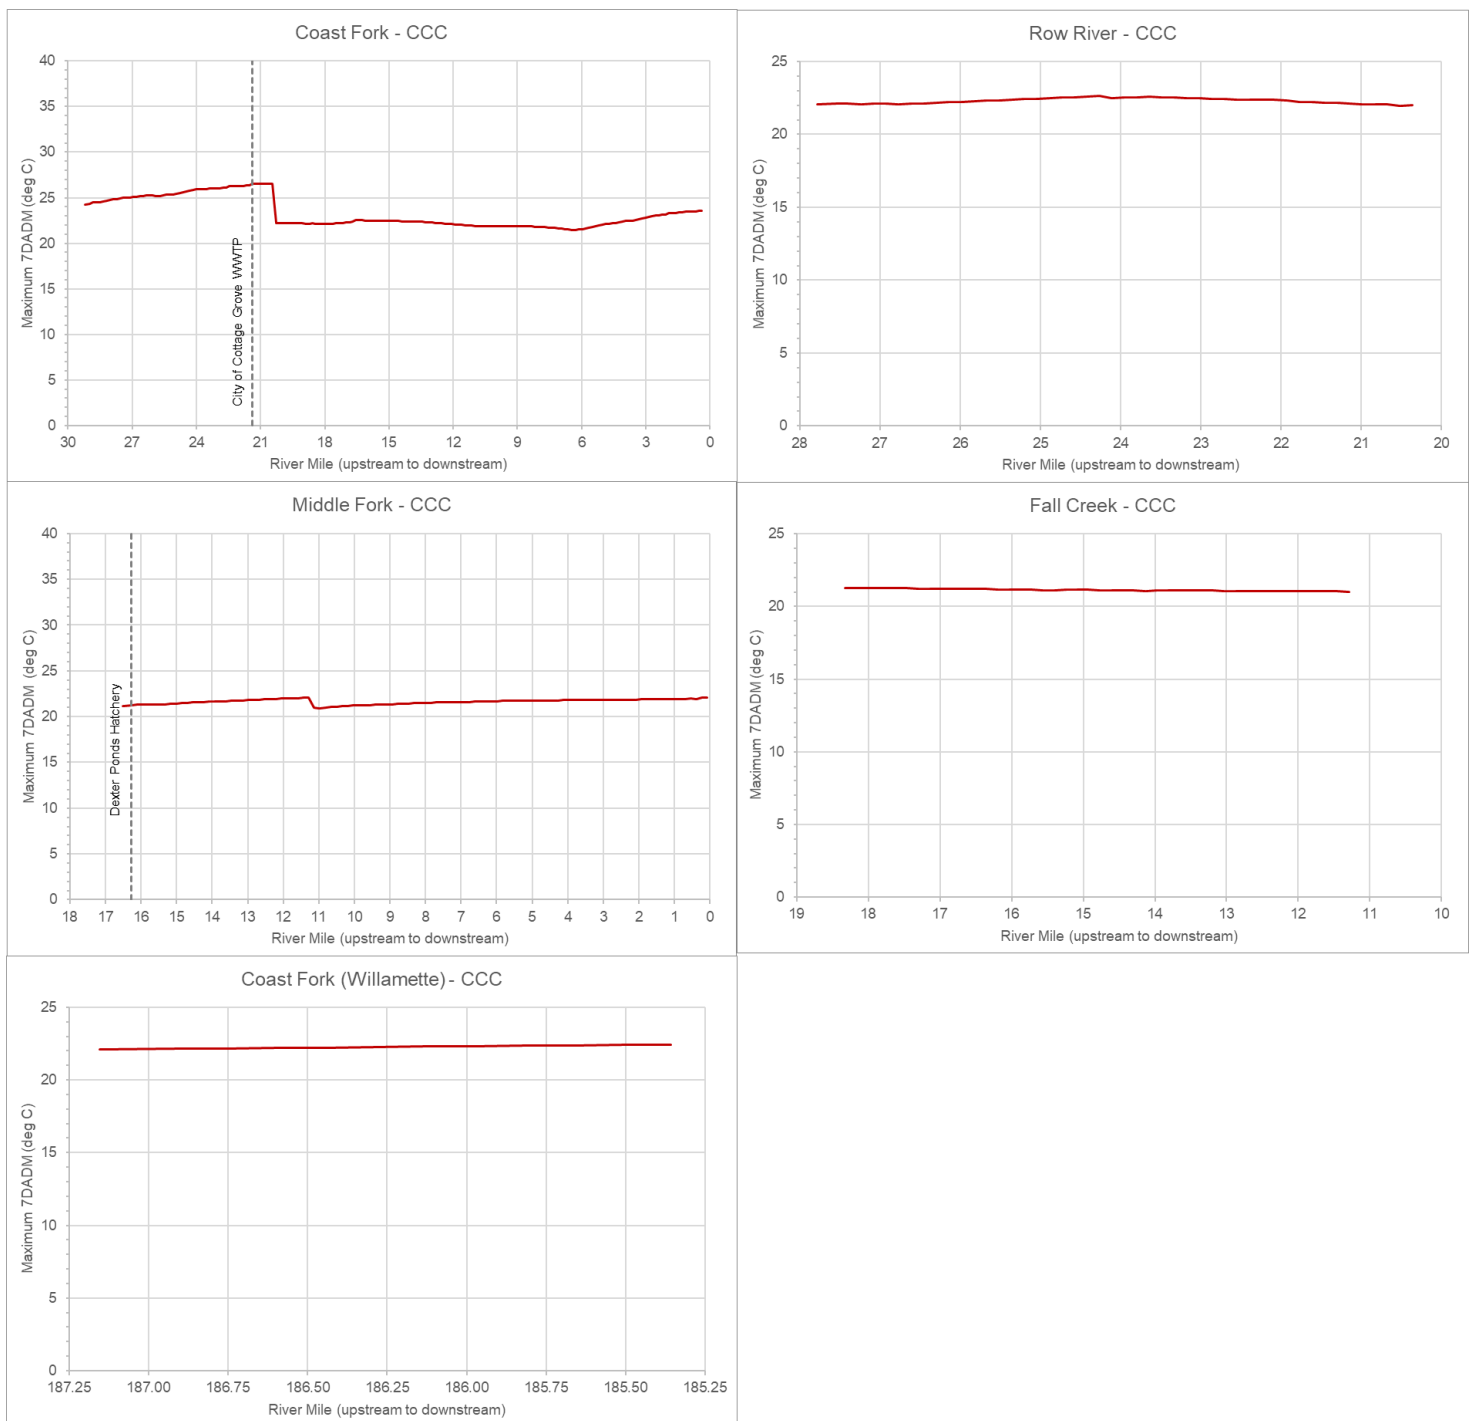 Coast Fork - CCC
Maximum 7DADM (deg C)
40
35
30
25
20
15
10
5
0
City of Cottage Grove WWTP
30 27 24 21 18 15 12 9 6 3 0
River Mile (upstream to downstream)
Row River - CCC
Maximum 7DADM (deg C)
25
20
15
10
5
0
28 27 26 25 24 23 22 21 20
River Mile (upstream to downstream)
Middle Fork - CCC
Maximum 7DADM (deg C)
40
35
30
25
20
15
10
5
0
Dexter Ponds Hatchery
18 17 16 15 14 13 12 11 10 9 8 7 6 5 4 3 2 1 0
River Mile (upstream to downstream)
Fall Creek - CCC
Maximum 7DADM (deg C)
25
20
15
10
5
0
19 18 17 16 15 14 13 12 11 10
River Mile (upstream to downstream)
Coast Fork (Willamette) - CCC
Maximum 7DADM (deg C)
25
20
15
10
5
0
187.25 187.00 186.75 186.50 186.25 186.00 185.75 185.50 185.25
River Mile (upstream to downstream)